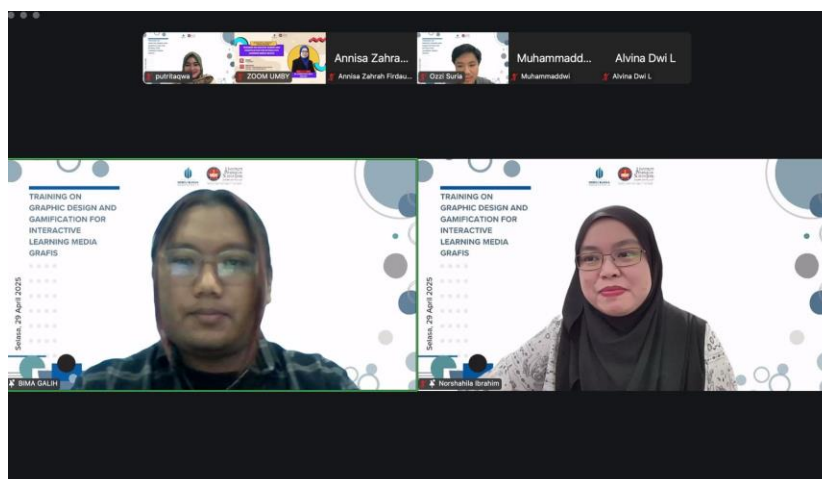 Annisa Zahra...
Muhammadd...
Alvina Dwi L
putritaqwa
ZOOM UMBY
Annisa Zahrah Firdau...
Ozzi Suria
Muhammaddwi
Alvina Dwi L
TRAINING ON
GRAPHIC DESIGN AND
GAMIFICATION FOR
INTERACTIVE
LEARNING MEDIA
GRAFIS
Selasa, 29 April 2025
BIMA GALIH
TRAINING ON
GRAPHIC DESIGN AND
GAMIFICATION FOR
INTERACTIVE
LEARNING MEDIA
GRAFIS
Selasa, 29 April 2025
Norshahila Ibrahim